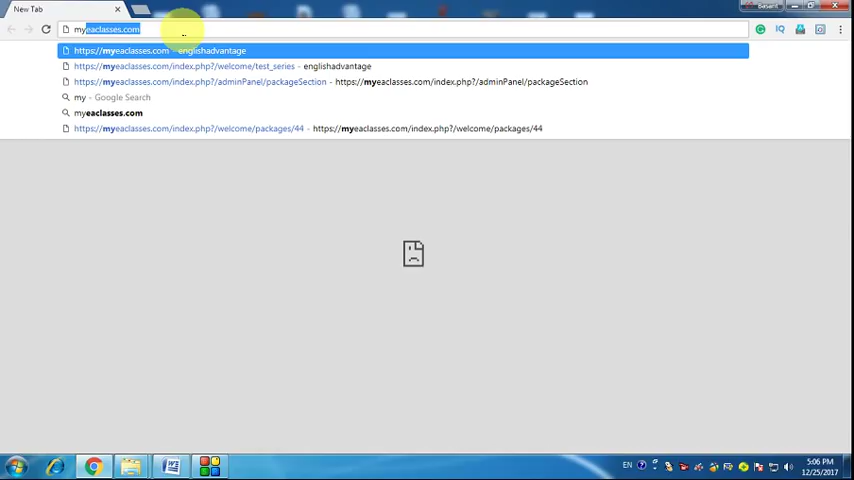 New Tab
Basant
myeaclasses.com
https://myeaclasses.com - englishadvantage
https://myeaclasses.com/index.php?/welcome/test_series - englishadvantage
https://myeaclasses.com/index.php?/adminPanel/packageSection - https://myeaclasses.com/index.php?/adminPanel/packageSection
my - Google Search
myeaclasses.com
https://myeaclasses.com/index.php?/welcome/packages/44 - https://myeaclasses.com/index.php?/welcome/packages/44
EN
5:06 PM
12/25/2017